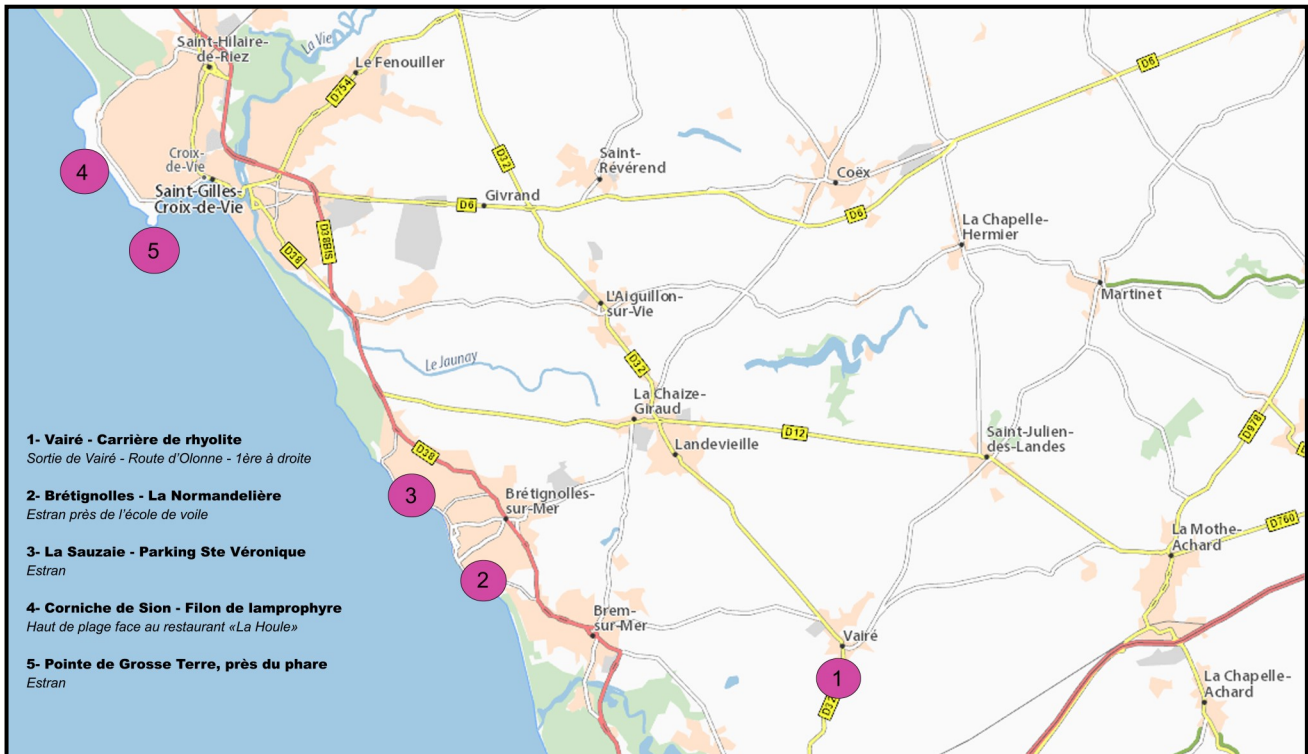 Saint-Hilaire-
de-Riez
La Vie
Le Fenouiller
D754
D6
D32
Croix-
de-Vie
Saint-Gilles-
Croix-de-Vie
4
5
Saint-
Révérend
Givrand
D6
Coëx
D6
D38BIS
D38
La Chapelle-
Hermier
Martinet
L'Aiguillon-
sur-Vie
Le Jaunay
D32
La Chaize-
Giraud
Landevieille
D12
Saint-Julien-
des-Landes
D978
D38
3
Brétignolles-
sur-Mer
2
D760
La Mothe-
Achard
Brem-
sur-Mer
Vairé
1
D32
La Chapelle-
Achard
1- Vairé - Carrière de rhyolite
Sortie de Vairé - Route d'Olonne - 1ère à droite
2- Brétignolles - La Normandelière
Estran près de l'école de voile
3- La Sauzaie - Parking Ste Véronique
Estran
4- Corniche de Sion - Filon de lamprophyre
Haut de plage face au restaurant «La Houle»
5- Pointe de Grosse Terre, près du phare
Estran